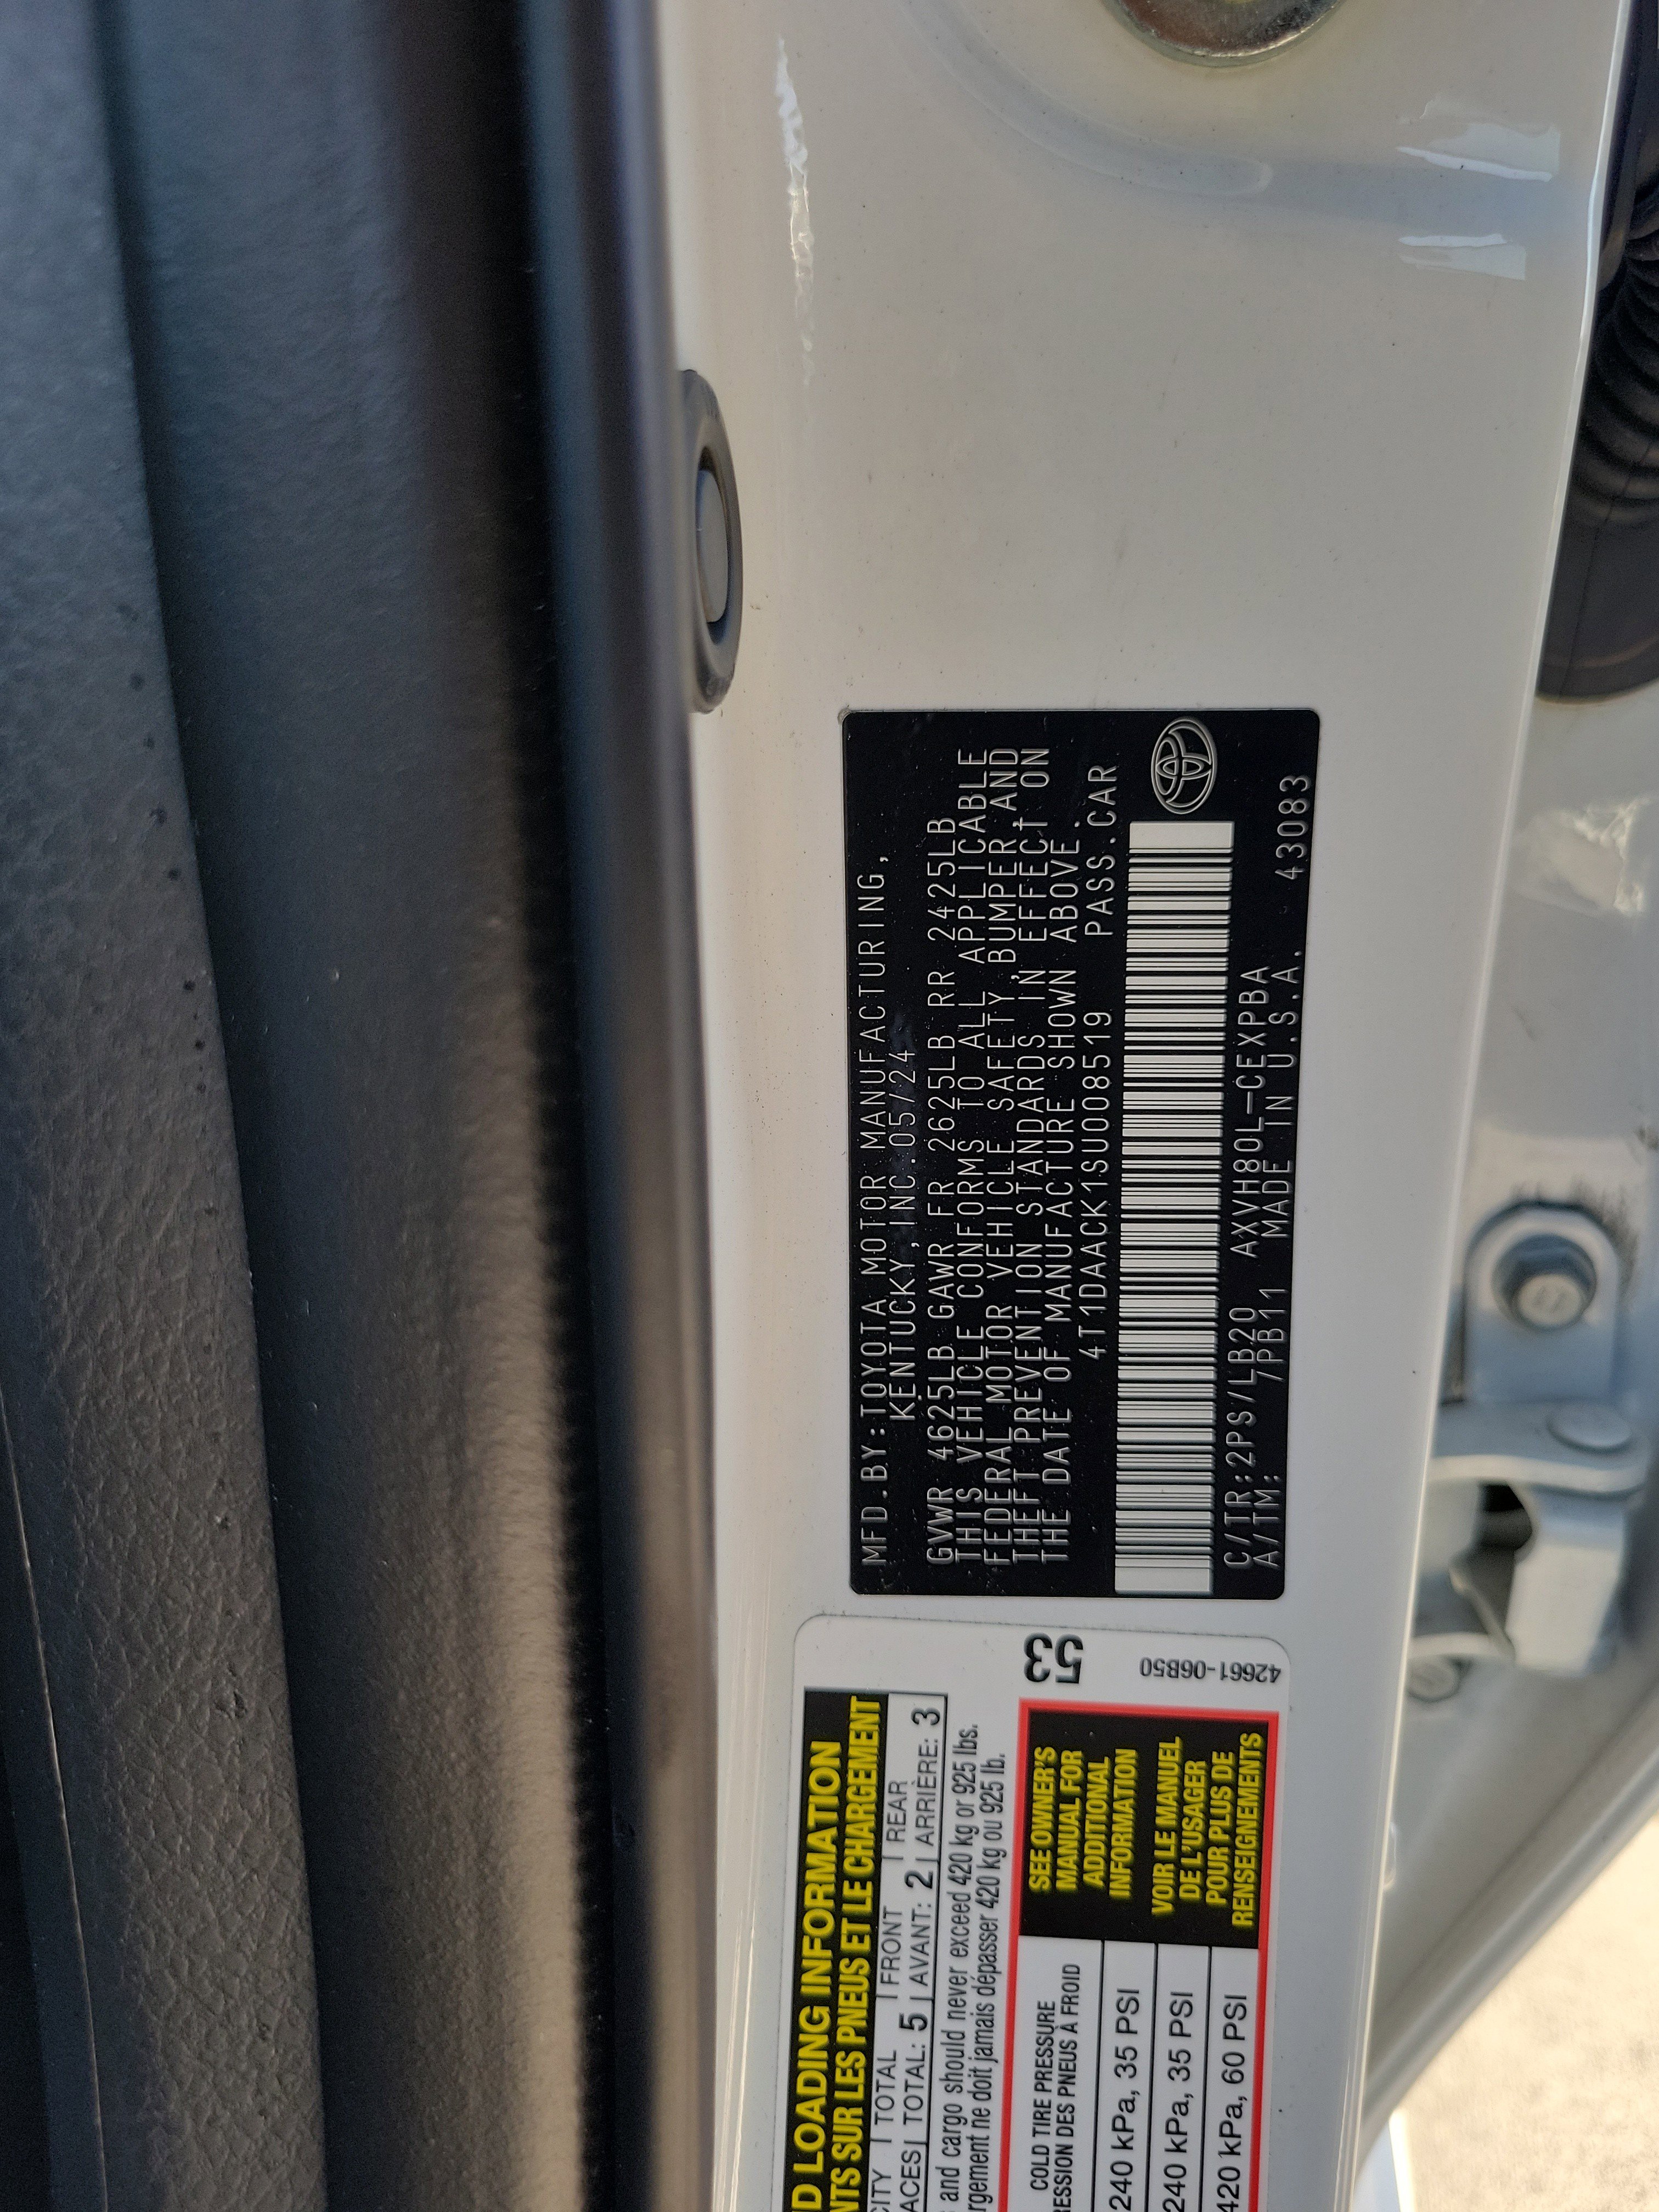 MFD.BY:TOYOTA MOTOR MANUFACTURING,
KENTUCKY,INC.05/24
GVWR 4625LB GAWR FR 2625LB RR 2425LB
THIS VEHICLE CONFORMS TO ALL APPLICABLE
FEDERAL MOTOR VEHICLE SAFETY,BUMPER,AND
THEFT PREVENTION STANDARDS IN EFFECT ON
THE DATE OF MANUFACTURE SHOWN ABOVE.
4T1DAACK1SU008519 PASS.CAR
C/TR:2PS/LB20 AXVH80L-CEXPBA
A/TM: 7PB11 MADE IN U.S.A. 43083
LOADING INFORMATION
SUR LES PNEUS ET LE CHARGEMENT
TOTAL FRONT REAR
TOTAL: 5 AVANT: 2 ARRIÈRE: 3
and cargo should never exceed 420 kg or 925 lbs.
ne doit jamais dépasser 420 kg ou 925 lb.
53
42661-06B50
COLD TIRE PRESSURE
DES PNEUS À FROID
240 kPa, 35 PSI
240 kPa, 35 PSI
420 kPa, 60 PSI
SEE OWNER'S
MANUAL FOR
ADDITIONAL
INFORMATION
VOIR LE MANUEL
DE L'USAGER
POUR PLUS DE
RENSEIGNEMENTS